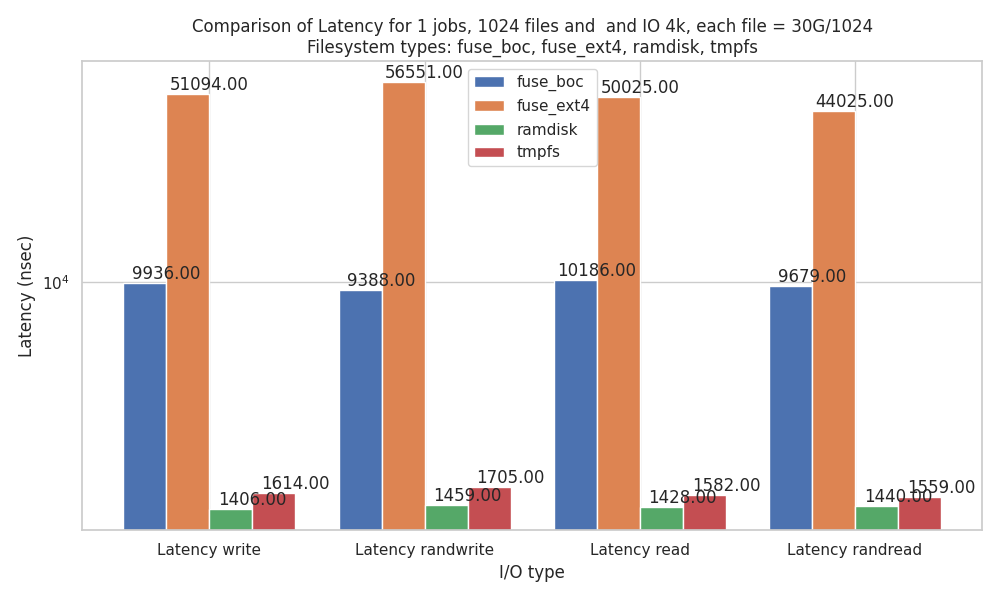 Comparison of Latency for 1 jobs, 1024 files and  and IO 4k, each file = 30G/1024
Filesystem types: fuse_boc, fuse_ext4, ramdisk, tmpfs
fuse_boc
fuse_ext4
ramdisk
tmpfs
Latency (nsec)
10⁴
9936.00
51094.00
1406.00
1614.00
9388.00
56551.00
1459.00
1705.00
10186.00
50025.00
1428.00
1582.00
9679.00
44025.00
1440.00
1559.00
Latency write
Latency randwrite
Latency read
Latency randread
I/O type